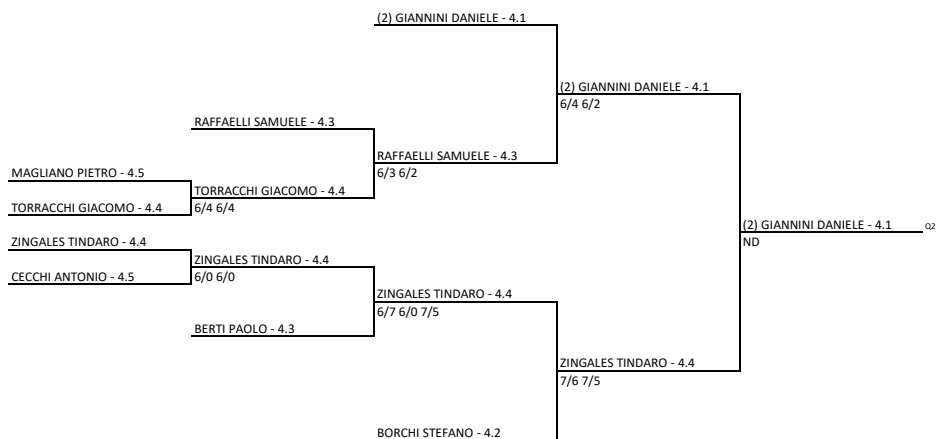 (2) GIANNINI DANIELE - 4.1
(2) GIANNINI DANIELE - 4.1
6/4 6/2
RAFFAELLI SAMUELE - 4.3
RAFFAELLI SAMUELE - 4.3
6/3 6/2
MAGLIANO PIETRO - 4.5
TORRACCHI GIACOMO - 4.4
6/4 6/4
TORRACCHI GIACOMO - 4.4
(2) GIANNINI DANIELE - 4.1
Q2
ND
ZINGALES TINDARO - 4.4
ZINGALES TINDARO - 4.4
6/0 6/0
CECCHI ANTONIO - 4.5
ZINGALES TINDARO - 4.4
6/7 6/0 7/5
BERTI PAOLO - 4.3
ZINGALES TINDARO - 4.4
7/6 7/5
BORCHI STEFANO - 4.2